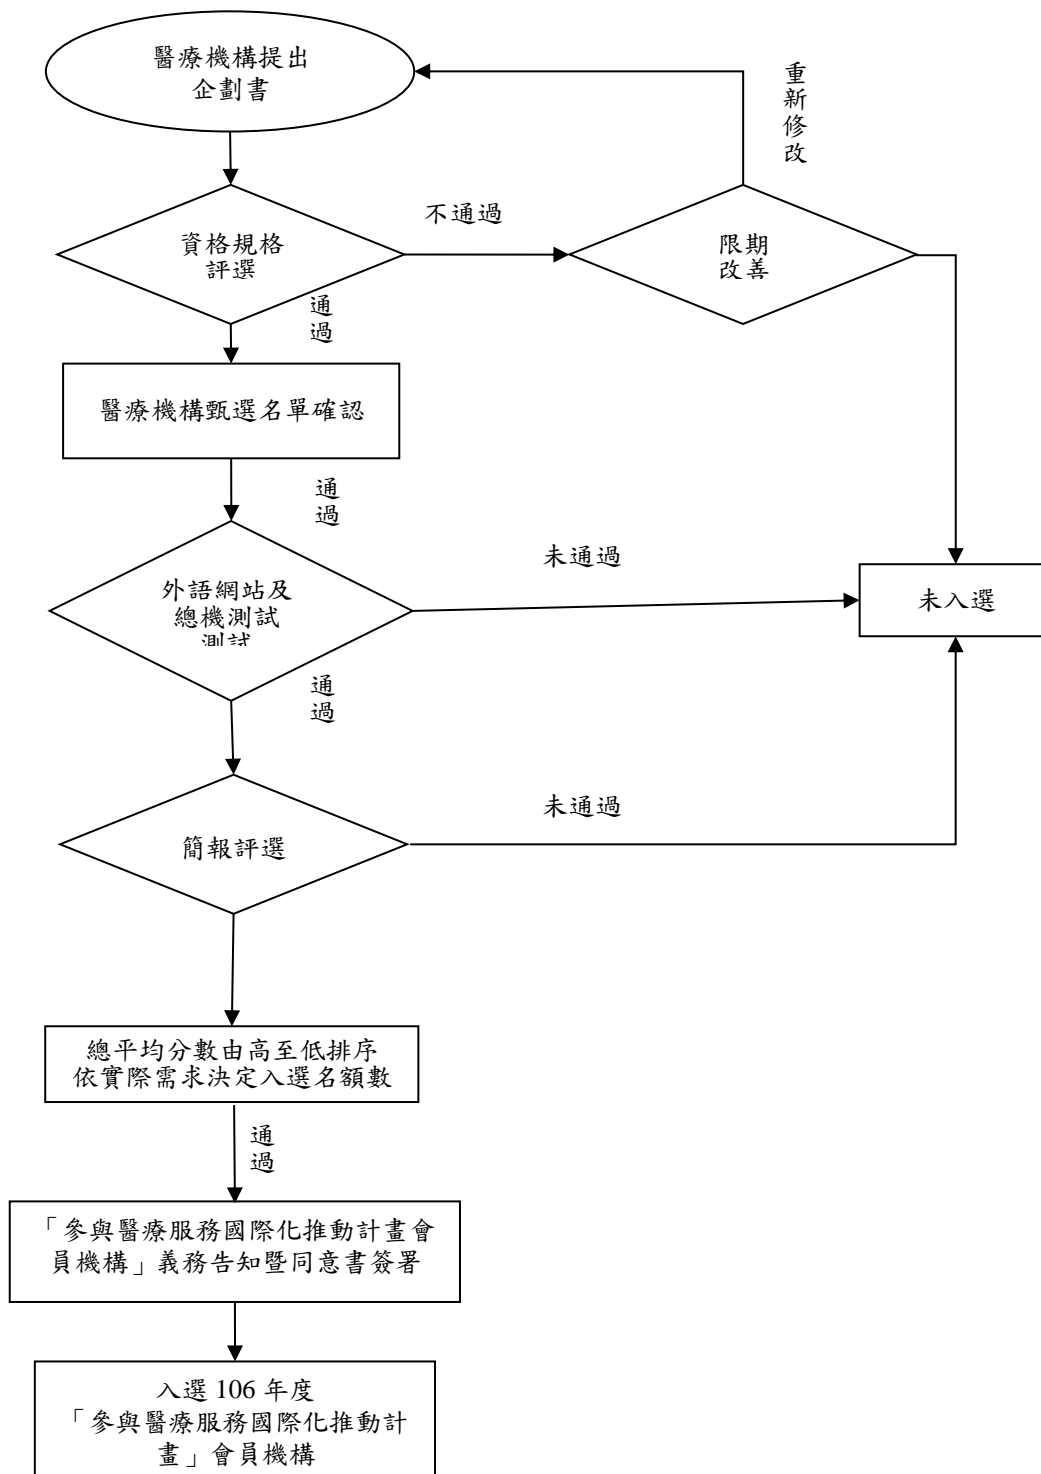 醫療機構提出
企劃書
重
新
修
改
不通過
資格規格
評選
限期
改善
通
過
醫療機構甄選名單確認
通
過
未通過
外語網站及
總機測試
測試
未入選
通
過
未通過
簡報評選
總平均分數由高至低排序
依實際需求決定入選名額數
通
過
「參與醫療服務國際化推動計畫會
員機構」義務告知暨同意書簽署
入選 106 年度
「參與醫療服務國際化推動計
畫」會員機構